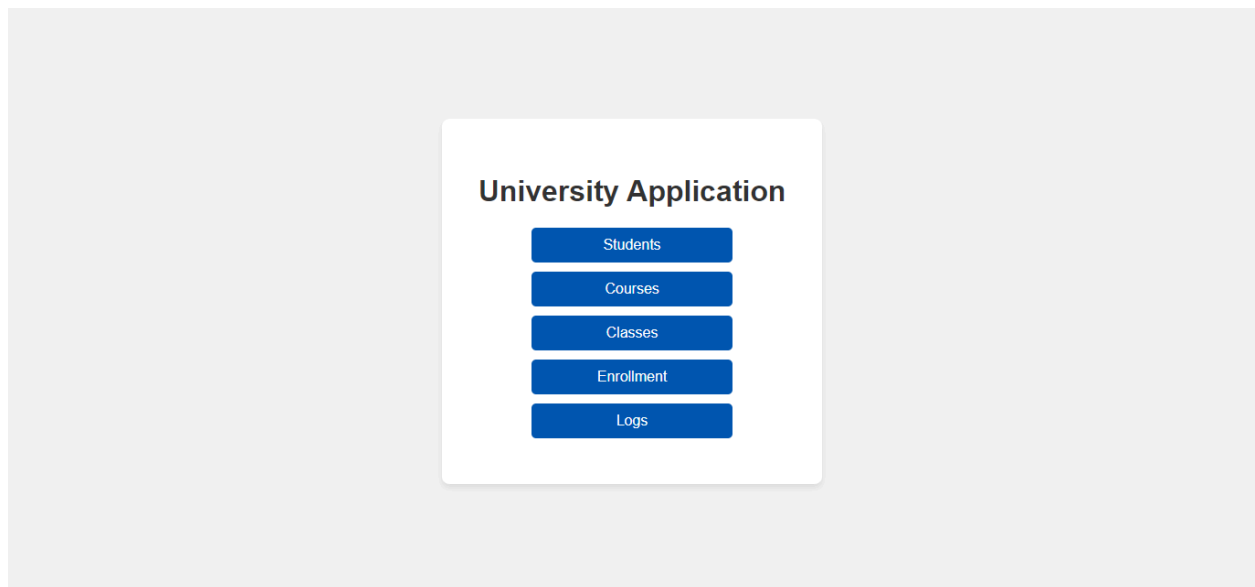 University Application
Students
Courses
Classes
Enrollment
Logs